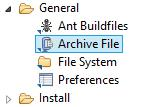 General
Ant Buildfiles
Archive File
File System
Preferences
Install